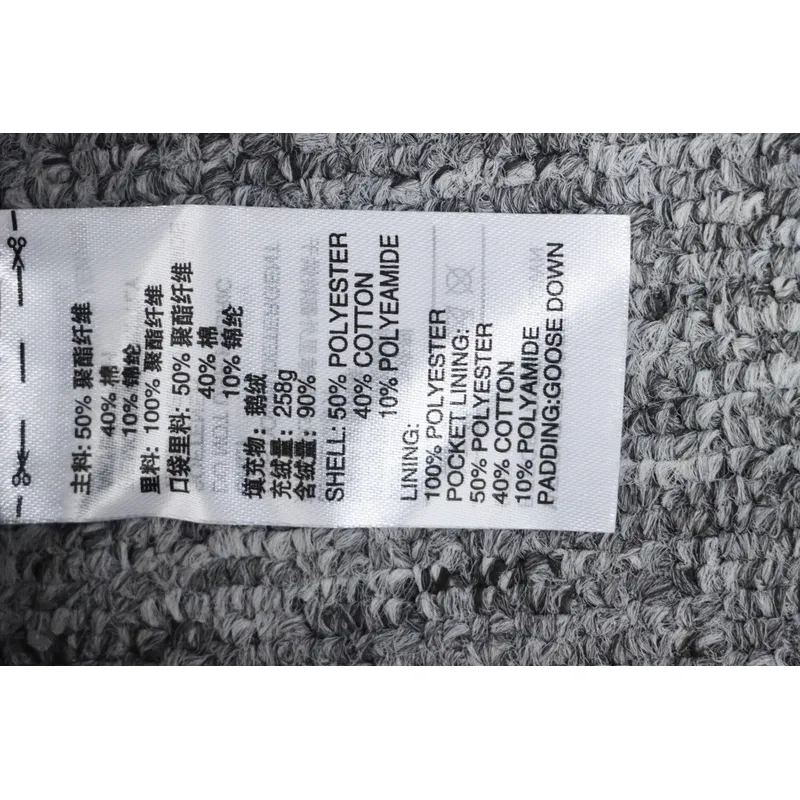 主料: 50% 聚酯纤维
40% 棉
10% 锦纶
里料: 100% 聚酯纤维
口袋里料: 50% 聚酯纤维
40% 棉
10% 锦纶
填充物: 鹅绒
充绒量: 258g
含绒量: 90%
SHELL: 50% POLYESTER
40% COTTON
10% POLYEAMIDE
LINING:
100% POLYESTER
POCKET LINING:
50% POLYESTER
40% COTTON
10% POLYAMIDE
PADDING:GOOSE DOWN